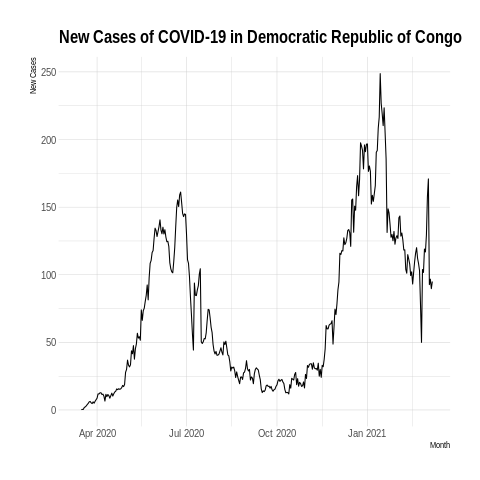 New Cases of COVID-19 in Democratic Republic of Congo
New Cases
250
200
150
100
50
0
Apr 2020 Jul 2020 Oct 2020 Jan 2021
Month